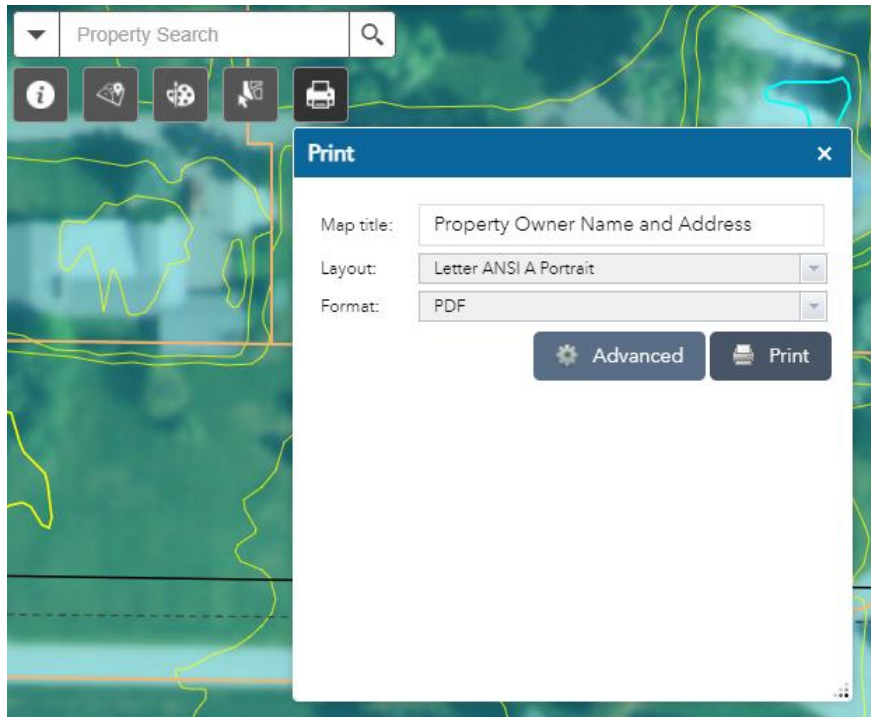 Property Search
Print
Map title: Property Owner Name and Address
Layout: Letter ANSI A Portrait
Format: PDF
Advanced Print